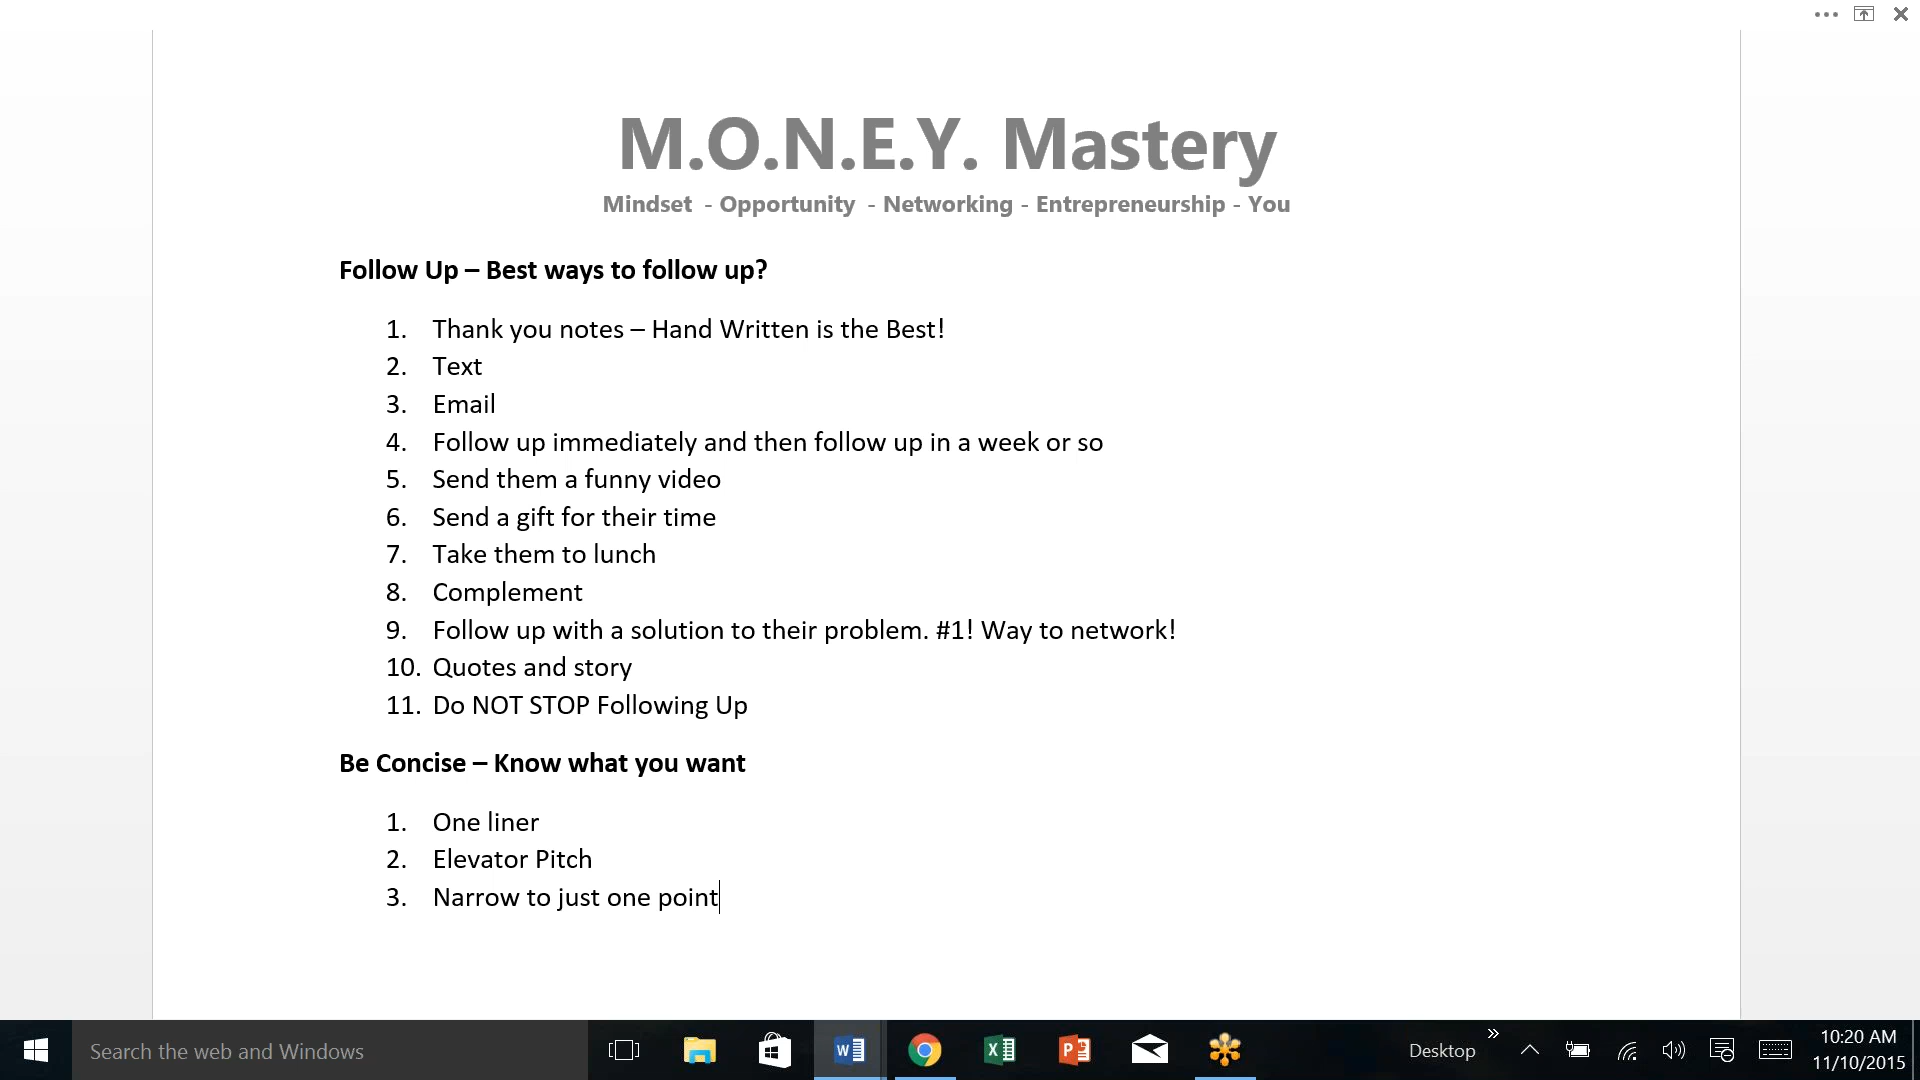 M.O.N.E.Y. Mastery
Mindset - Opportunity - Networking - Entrepreneurship - You
Follow Up – Best ways to follow up?
1. Thank you notes – Hand Written is the Best!
2. Text
3. Email
4. Follow up immediately and then follow up in a week or so
5. Send them a funny video
6. Send a gift for their time
7. Take them to lunch
8. Complement
9. Follow up with a solution to their problem. #1! Way to network!
10. Quotes and story
11. Do NOT STOP Following Up
Be Concise – Know what you want
1. One liner
2. Elevator Pitch
3. Narrow to just one point
Search the web and Windows
Desktop
10:20 AM
11/10/2015